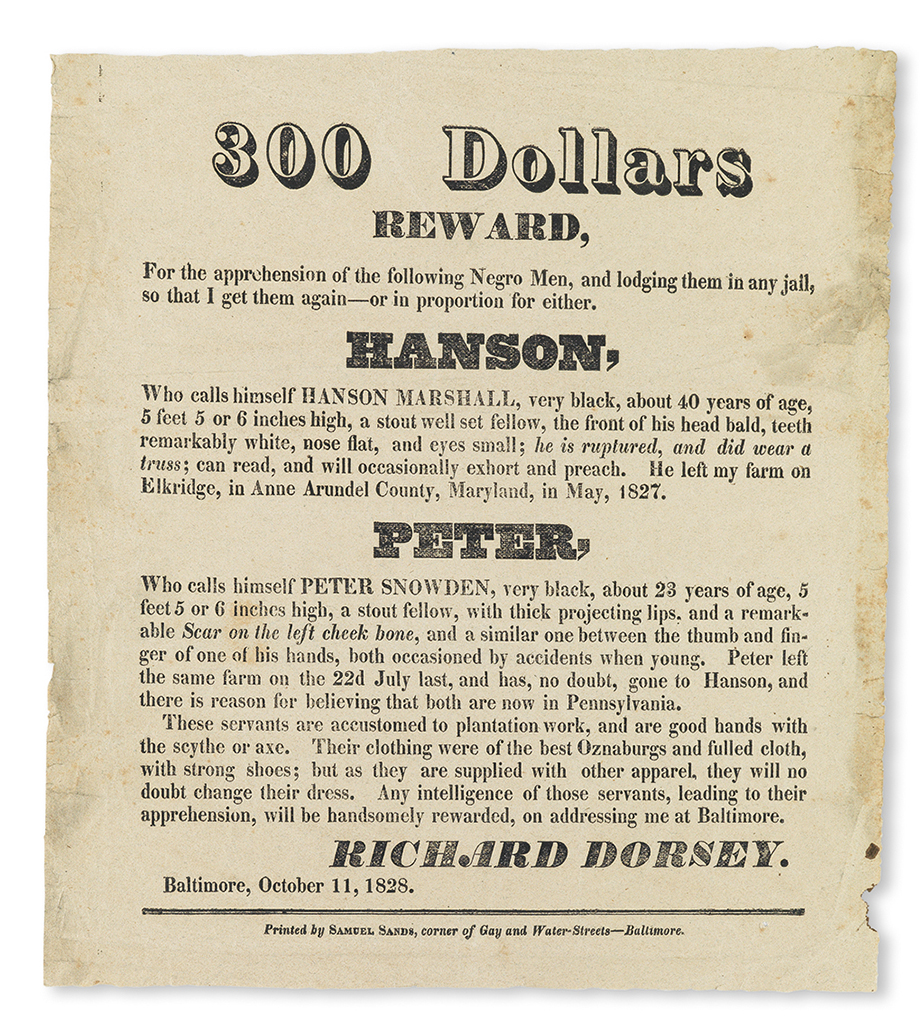 300 Dollars
REWARD,
For the apprehension of the following Negro Men, and lodging them in any jail,
so that I get them again—or in proportion for either.
HANSON,
Who calls himself HANSON MARSHALL, very black, about 40 years of age,
5 feet 5 or 6 inches high, a stout well set fellow, the front of his head bald, teeth
remarkably white, nose flat, and eyes small; he is ruptured, and did wear a
truss; can read, and will occasionally exhort and preach. He left my farm on
Elkridge, in Anne Arundel County, Maryland, in May, 1827.
PETER,
Who calls himself PETER SNOWDEN, very black, about 23 years of age, 5
feet 5 or 6 inches high, a stout fellow, with thick projecting lips, and a remark-
able Scar on the left cheek bone, and a similar one between the thumb and fin-
ger of one of his hands, both occasioned by accidents when young. Peter left
the same farm on the 22d July last, and has, no doubt, gone to Hanson, and
there is reason for believing that both are now in Pennsylvania.
These servants are accustomed to plantation work, and are good hands with
the scythe or axe. Their clothing were of the best Oznaburgs and fulled cloth,
with strong shoes; but as they are supplied with other apparel, they will no
doubt change their dress. Any intelligence of those servants, leading to their
apprehension, will be handsomely rewarded, on addressing me at Baltimore.
RICHARD DORSEY.
Baltimore, October 11, 1828.
Printed by SAMUEL SANDS, corner of Gay and Water-Streets—Baltimore.